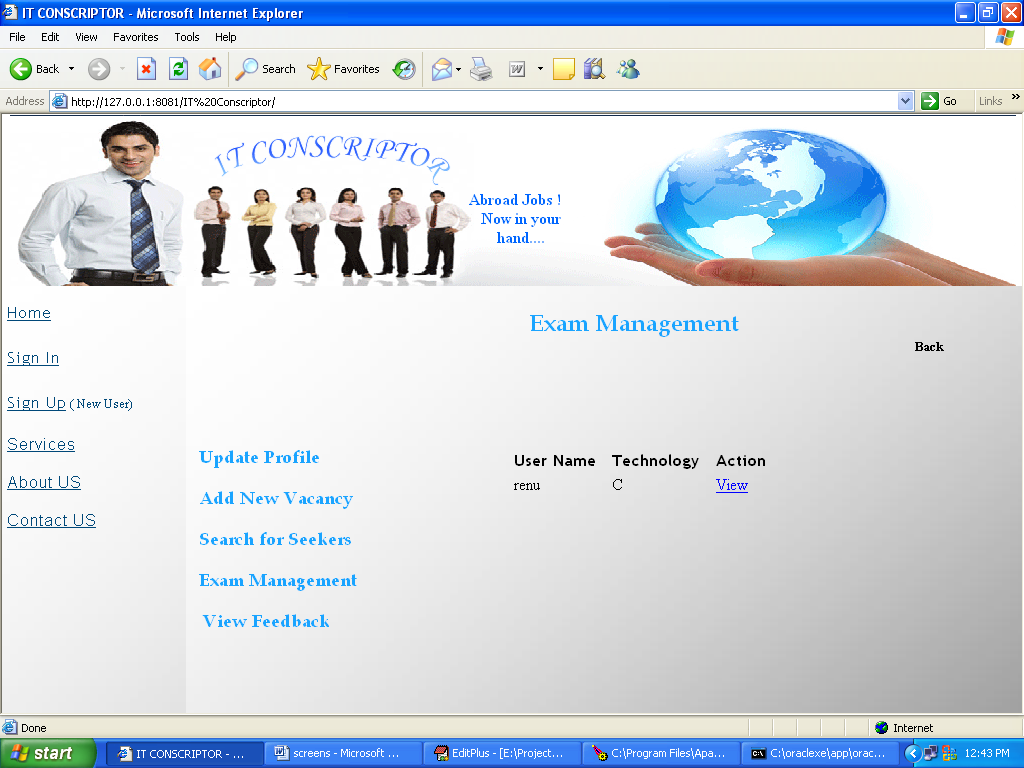 IT CONSCRIPTOR - Microsoft Internet Explorer
File Edit View Favorites Tools Help
Back Search Favorites
Address http://127.0.0.1:8081/IT%20Conscriptor/ Go Links »
IT CONSCRIPTOR
Abroad Jobs !
Now in your
hand....
Home
Sign In
Sign Up ( New User)
Services
About US
Contact US
Exam Management
Back
Update Profile
Add New Vacancy
Search for Seekers
Exam Management
View Feedback
User Name Technology Action
renu C View
Done Internet
start IT CONSCRIPTOR - ... screens - Microsoft ... EditPlus - [E:\Project... C:\Program Files\Apa... C:\oraclexe\app\orac... 12:43 PM